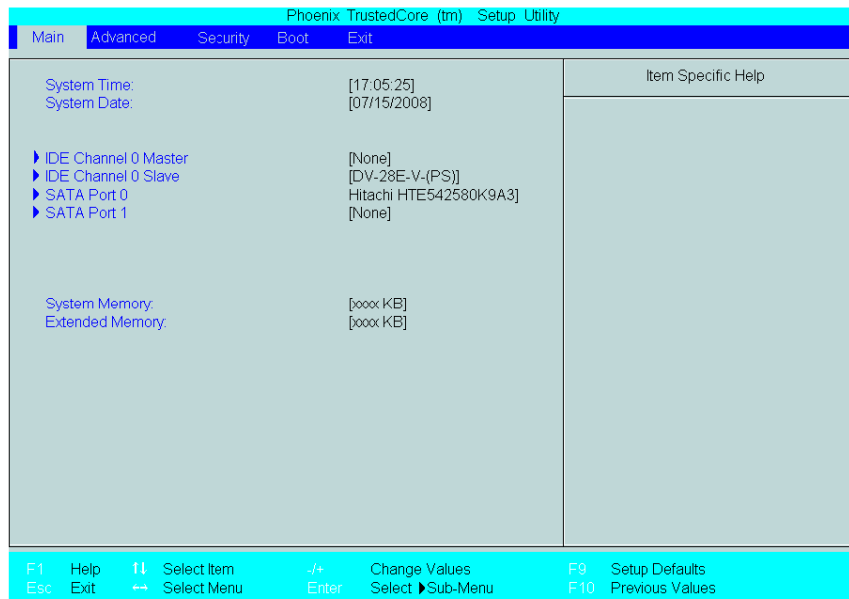 Phoenix TrustedCore (tm) Setup Utility
Main Advanced Security Boot Exit
Item Specific Help
System Time: [17:05:25]
System Date: [07/15/2008]
IDE Channel 0 Master [None]
IDE Channel 0 Slave [DV-28E-V-(PS)]
SATA Port 0 Hitachi HTE542580K9A3]
SATA Port 1 [None]
System Memory: [xxxx KB]
Extended Memory: [xxxx KB]
F1 Help ↑↓ Select Item -/+ Change Values F9 Setup Defaults
Esc Exit ↔ Select Menu Enter Select ▶Sub-Menu F10 Previous Values